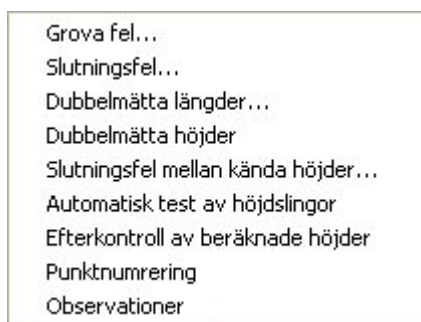 Grova fel...
Slutningsfel...
Dubbelmätta längder...
Dubbelmätta höjder
Slutningsfel mellan kända höjder...
Automatisk test av höjdslingor
Efterkontroll av beräknade höjder
Punktnumrering
Observationer